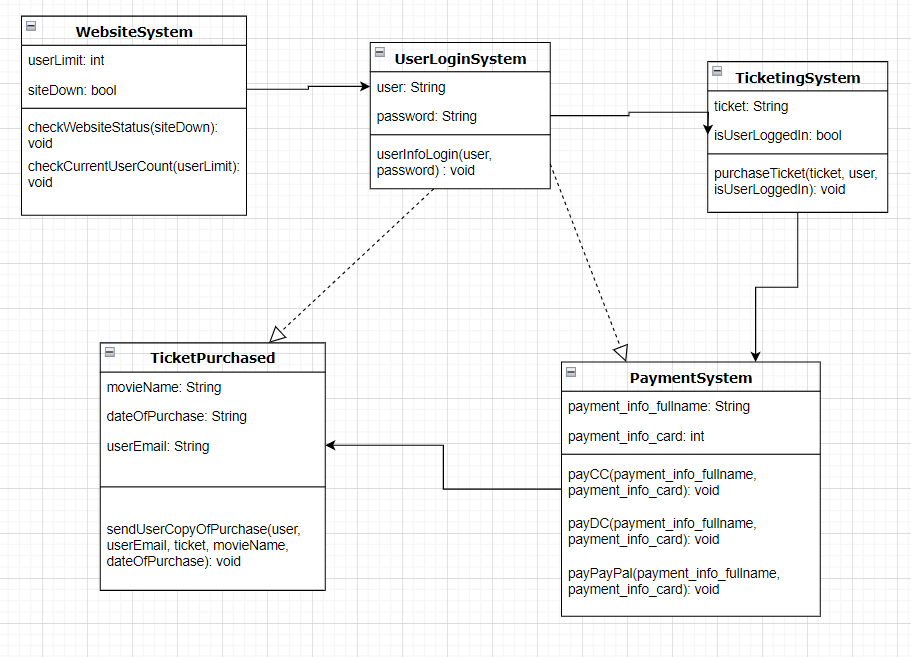 WebsiteSystem
userLimit: int
siteDown: bool
checkWebsiteStatus(siteDown):
void
checkCurrentUserCount(userLimit):
void
UserLoginSystem
user: String
password: String
userInfoLogin(user,
password) : void
TicketingSystem
ticket: String
isUserLoggedIn: bool
purchaseTicket(ticket, user,
isUserLoggedIn): void
TicketPurchased
movieName: String
dateOfPurchase: String
userEmail: String
sendUserCopyOfPurchase(user,
userEmail, ticket, movieName,
dateOfPurchase): void
PaymentSystem
payment_info_fullname: String
payment_info_card: int
payCC(payment_info_fullname,
payment_info_card): void
payDC(payment_info_fullname,
payment_info_card): void
payPayPal(payment_info_fullname,
payment_info_card): void